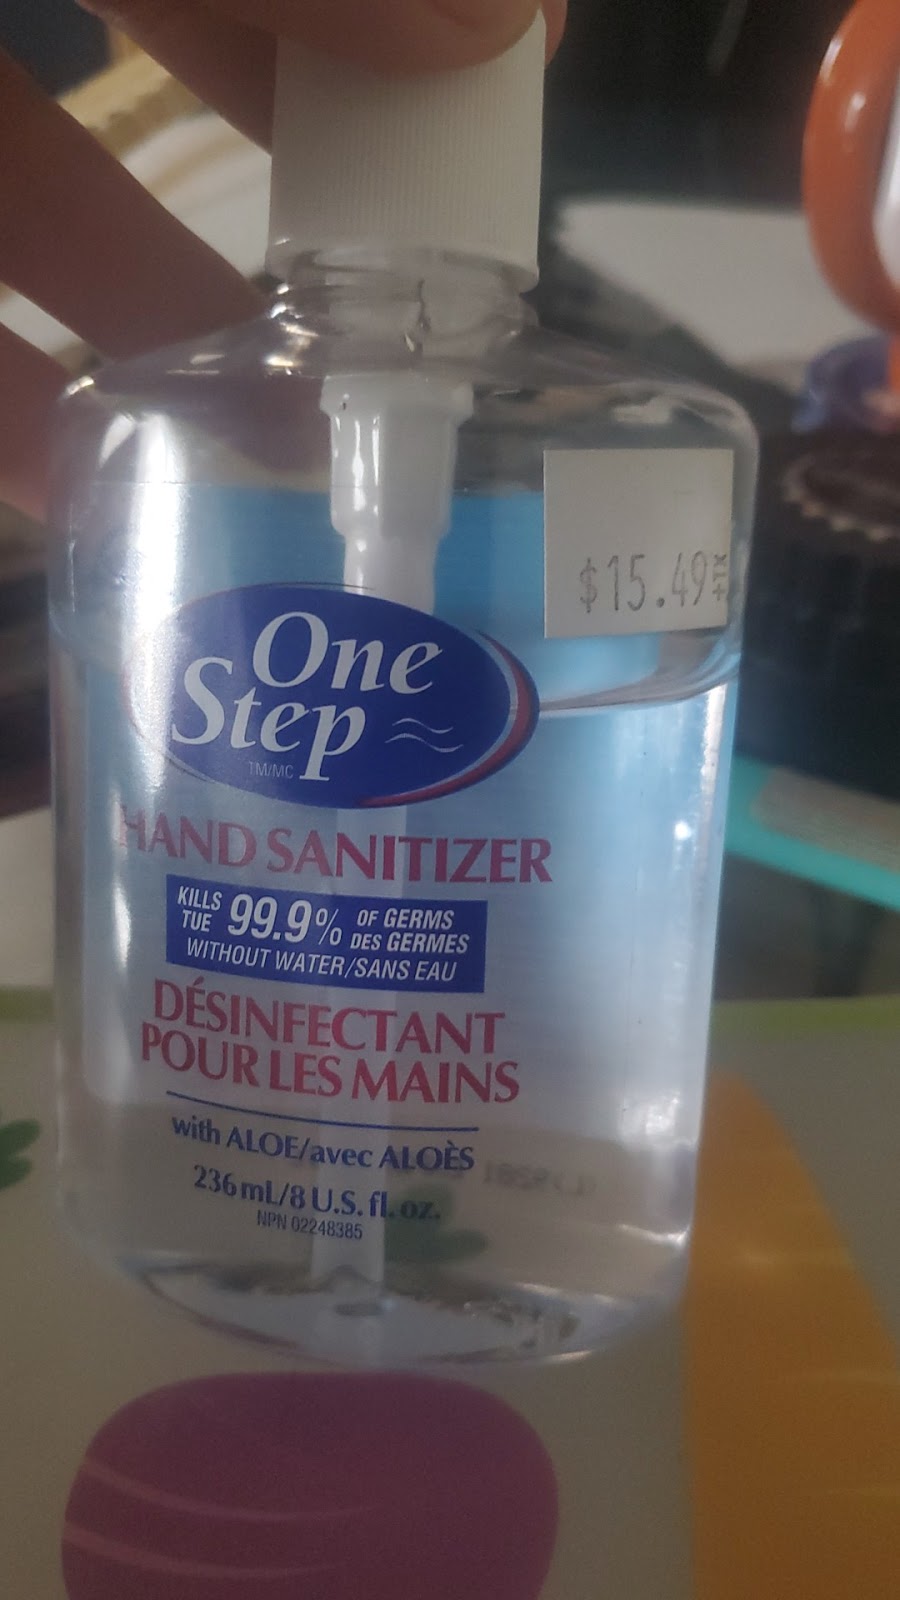 $15.49+TX
One
Step
TM/MC
HAND SANITIZER
KILLS
TUE 99.9% OF GERMS
DES GERMES
WITHOUT WATER/SANS EAU
DÉSINFECTANT
POUR LES MAINS
with ALOE/avec ALOÈS
236 mL/8 U.S. fl. oz.
NPN 02248385